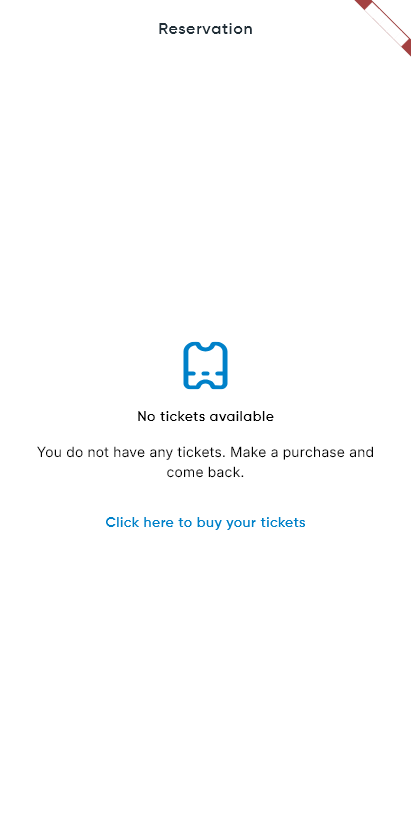 Reservation
No tickets available
You do not have any tickets. Make a purchase and
come back.
Click here to buy your tickets